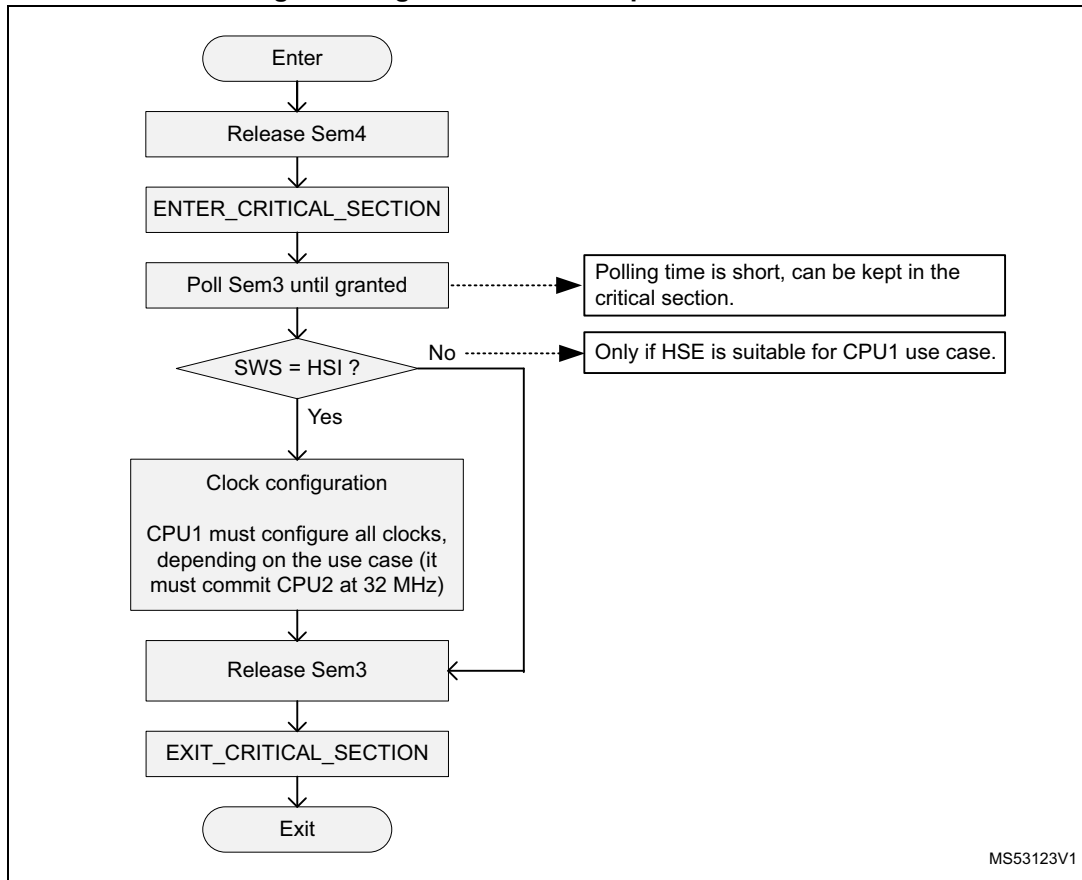 Enter
Release Sem4
ENTER_CRITICAL_SECTION
Poll Sem3 until granted
Polling time is short, can be kept in the
critical section.
SWS = HSI ?
No
Only if HSE is suitable for CPU1 use case.
Yes
Clock configuration
CPU1 must configure all clocks,
depending on the use case (it
must commit CPU2 at 32 MHz)
Release Sem3
EXIT_CRITICAL_SECTION
Exit
MS53123V1